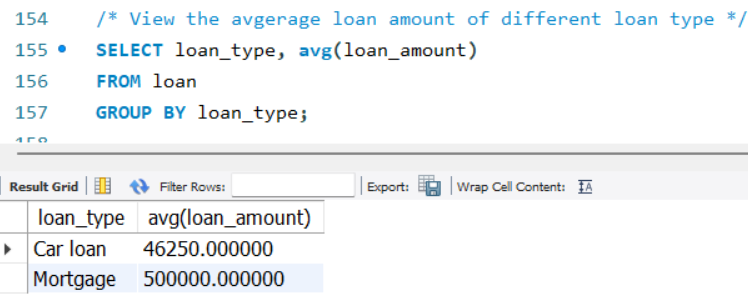 154 /* View the avgerage loan amount of different loan type */
155 SELECT loan_type, avg(loan_amount)
156 FROM loan
157 GROUP BY loan_type;
Result Grid Filter Rows: Export: Wrap Cell Content: IA
loan_type avg(loan_amount)
Car loan 46250.000000
Mortgage 500000.000000